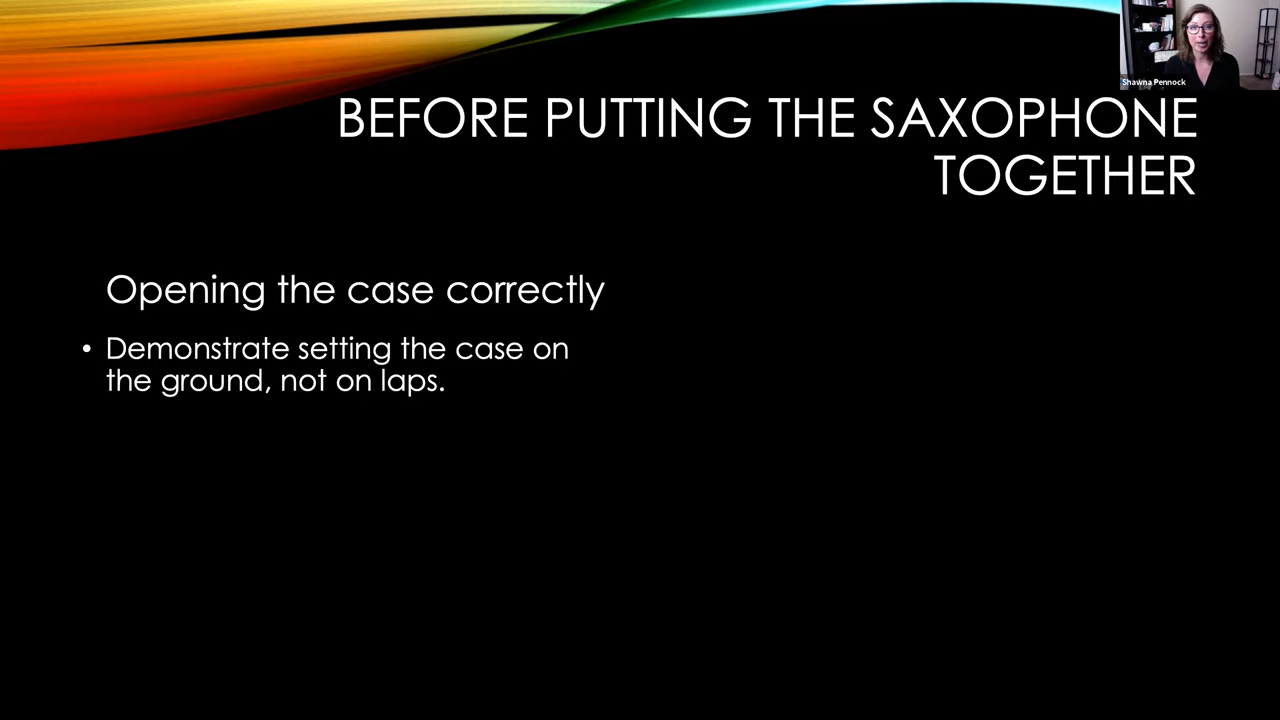 Shawna Pennock
BEFORE PUTTING THE SAXOPHONE
TOGETHER
Opening the case correctly
• Demonstrate setting the case on
the ground, not on laps.